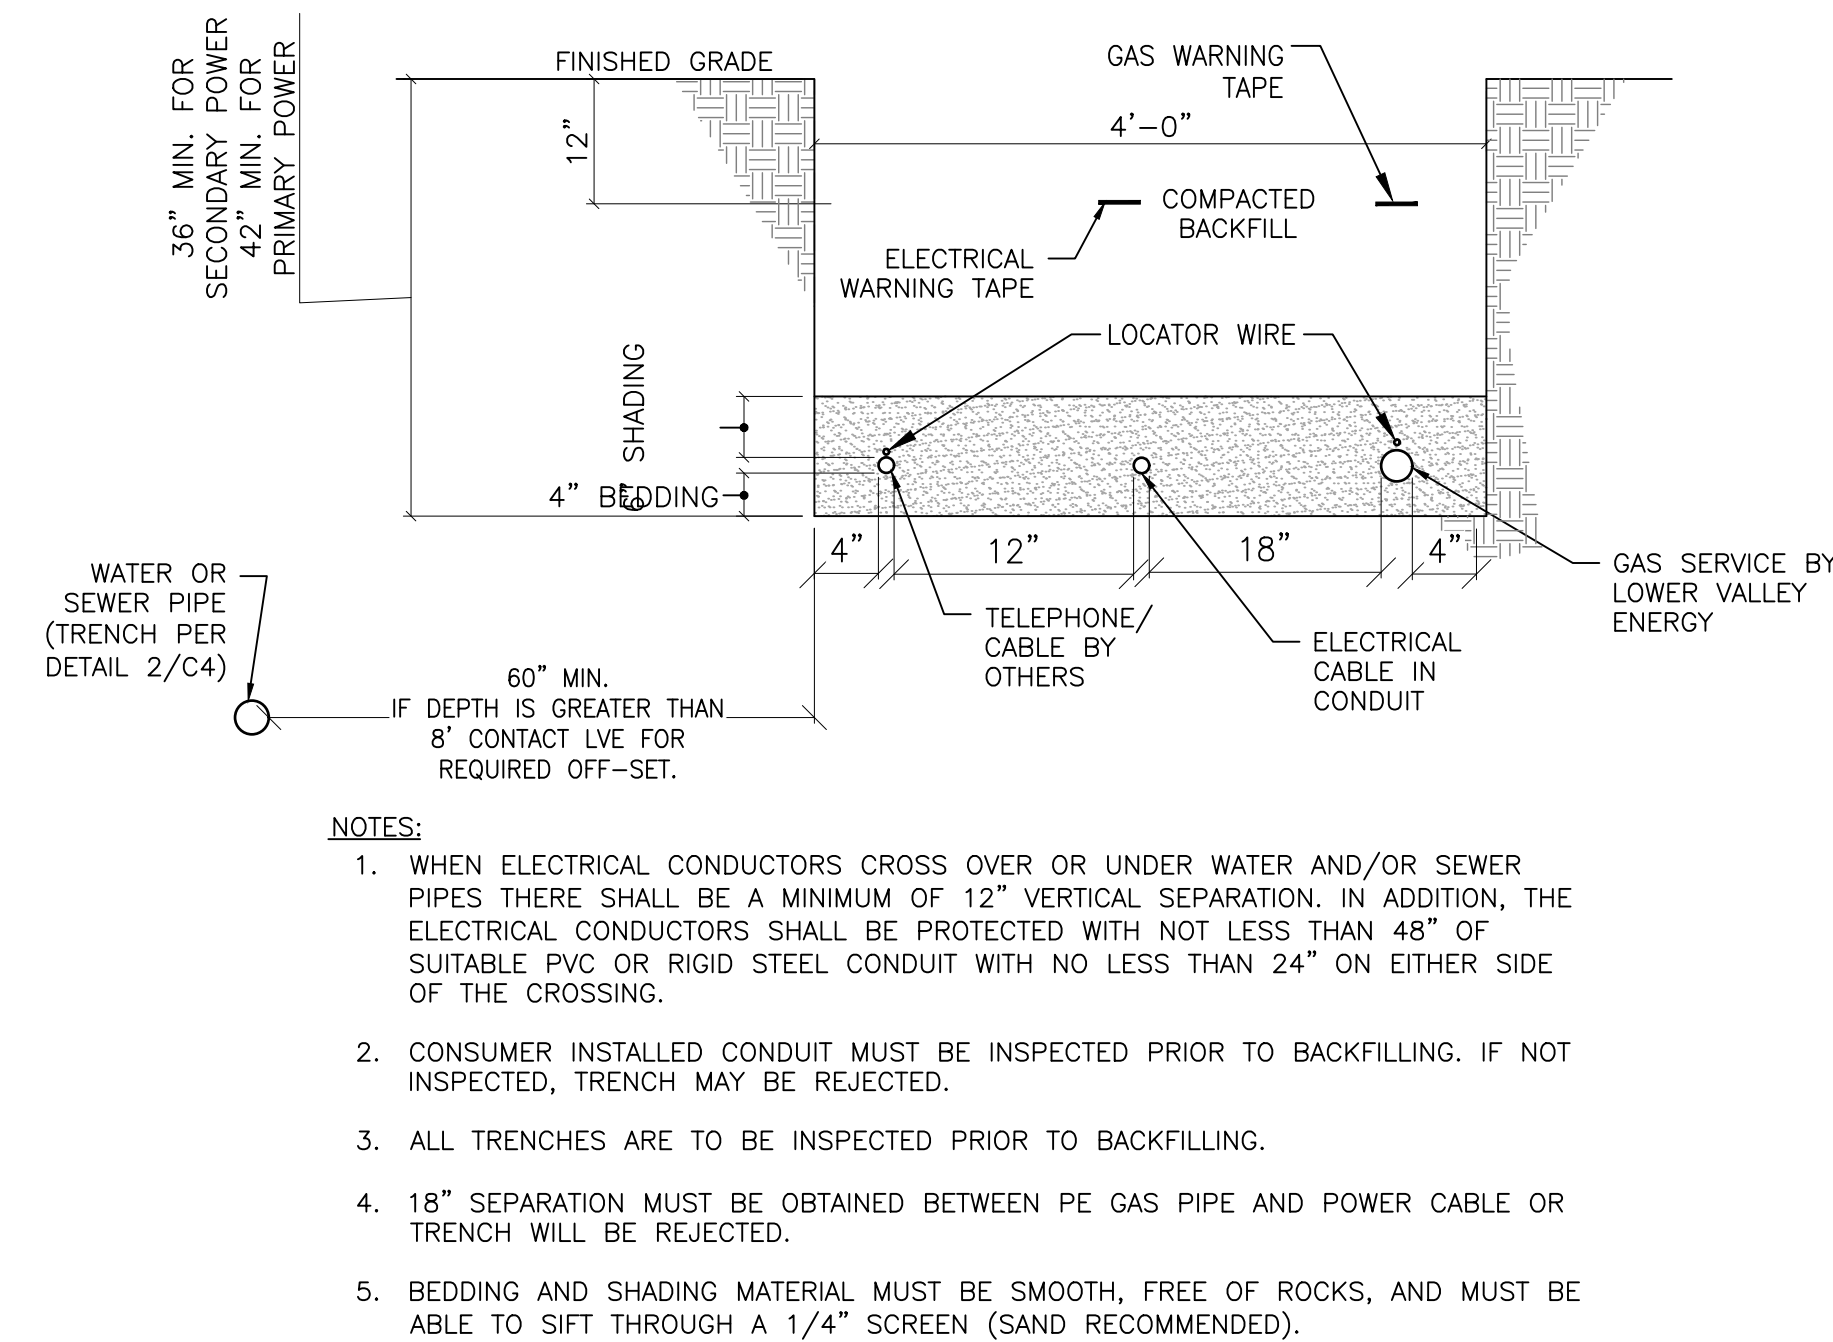 36” MIN. FOR
SECONDARY POWER
42” MIN. FOR
PRIMARY POWER
FINISHED GRADE
12”
GAS WARNING
TAPE
4’-0”
COMPACTED
BACKFILL
ELECTRICAL
WARNING TAPE
LOCATOR WIRE
6” SHADING
4” BEDDING
4”
12”
18”
4”
WATER OR
SEWER PIPE
(TRENCH PER
DETAIL 2/C4)
GAS SERVICE BY
LOWER VALLEY
ENERGY
TELEPHONE/
CABLE BY
OTHERS
ELECTRICAL
CABLE IN
CONDUIT
60” MIN.
IF DEPTH IS GREATER THAN
8’ CONTACT LVE FOR
REQUIRED OFF-SET.
NOTES:
1. WHEN ELECTRICAL CONDUCTORS CROSS OVER OR UNDER WATER AND/OR SEWER
PIPES THERE SHALL BE A MINIMUM OF 12” VERTICAL SEPARATION. IN ADDITION, THE
ELECTRICAL CONDUCTORS SHALL BE PROTECTED WITH NOT LESS THAN 48” OF
SUITABLE PVC OR RIGID STEEL CONDUIT WITH NO LESS THAN 24” ON EITHER SIDE
OF THE CROSSING.
2. CONSUMER INSTALLED CONDUIT MUST BE INSPECTED PRIOR TO BACKFILLING. IF NOT
INSPECTED, TRENCH MAY BE REJECTED.
3. ALL TRENCHES ARE TO BE INSPECTED PRIOR TO BACKFILLING.
4. 18” SEPARATION MUST BE OBTAINED BETWEEN PE GAS PIPE AND POWER CABLE OR
TRENCH WILL BE REJECTED.
5. BEDDING AND SHADING MATERIAL MUST BE SMOOTH, FREE OF ROCKS, AND MUST BE
ABLE TO SIFT THROUGH A 1/4” SCREEN (SAND RECOMMENDED).